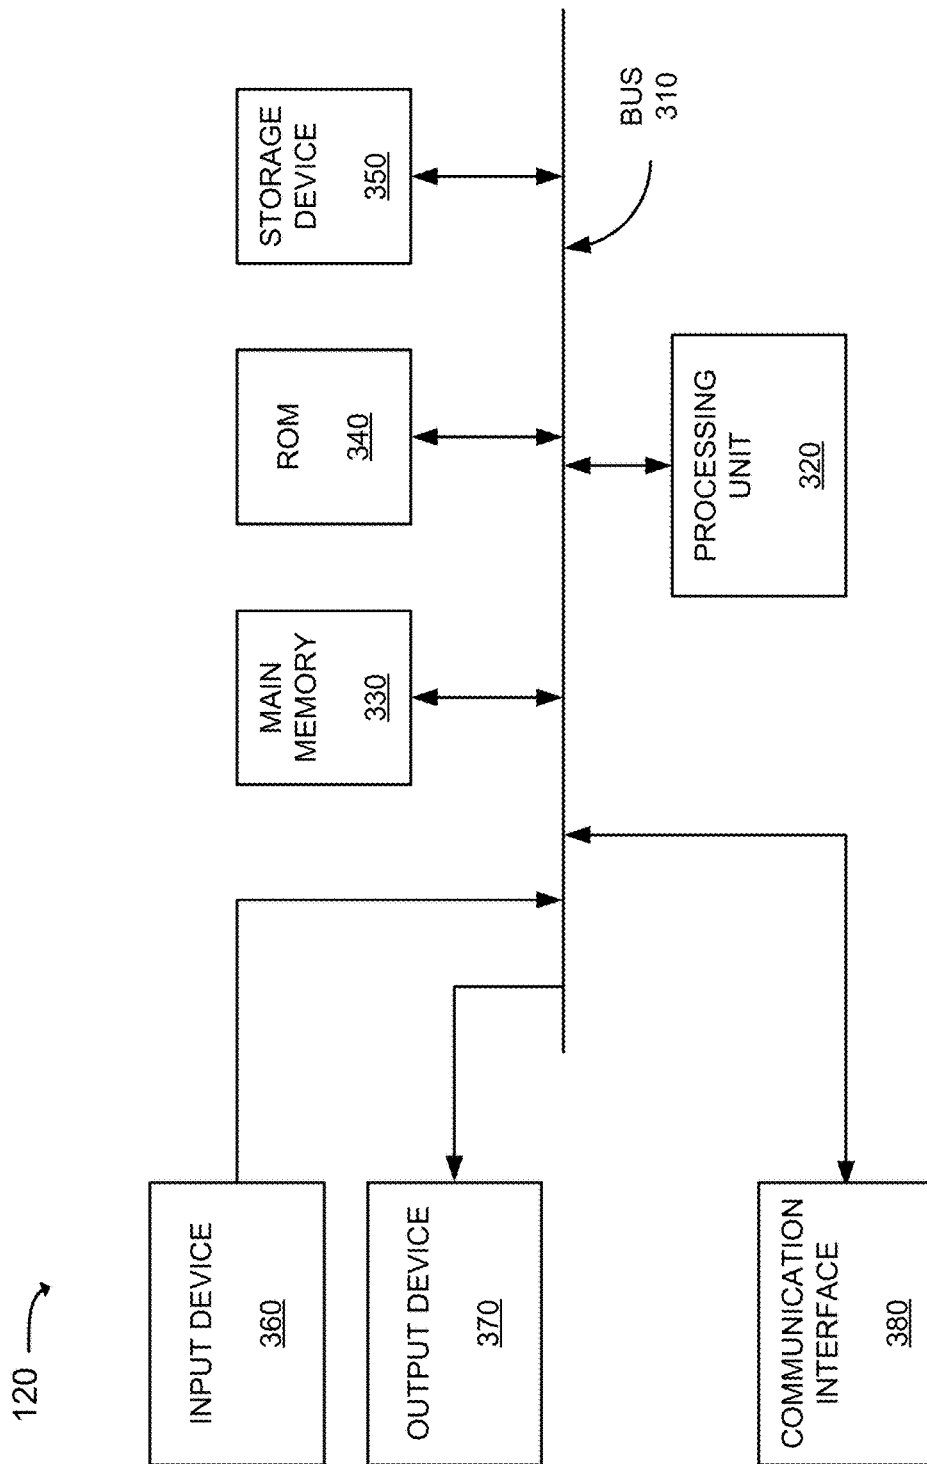 120
INPUT DEVICE
360
OUTPUT DEVICE
370
COMMUNICATION
INTERFACE
380
MAIN
MEMORY
330
ROM
340
STORAGE
DEVICE
350
PROCESSING
UNIT
320
BUS
310